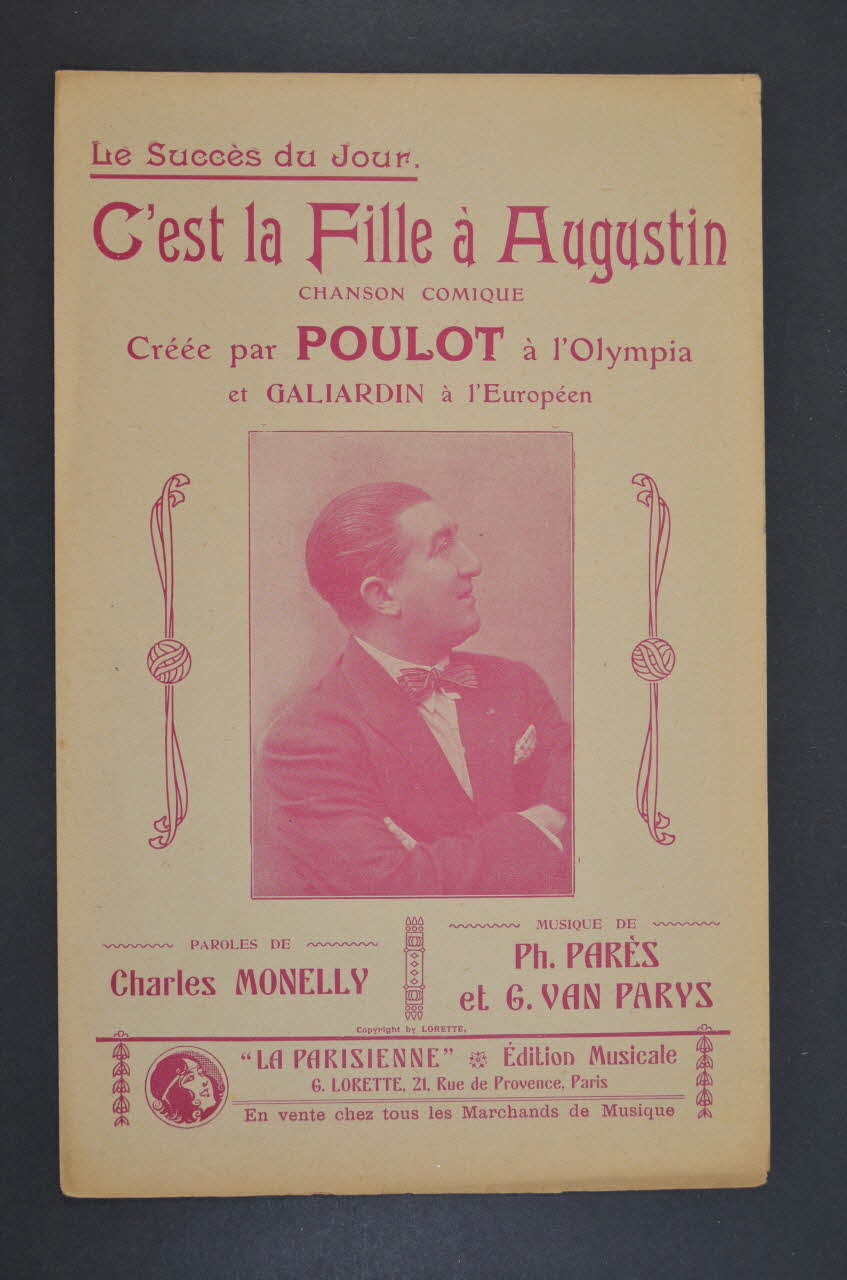 Le Succès du Jour.
C'est la Fille à Augustin
CHANSON COMIQUE
Créée par POULOT à l'Olympia
et GALIARDIN à l'Européen
PAROLES DE
Charles MONELLY
MUSIQUE DE
Ph. PARÈS
et G. VAN PARYS
Copyright by LORETTE,
"LA PARISIENNE" Édition Musicale
G. LORETTE, 21, Rue de Provence, Paris
En vente chez tous les Marchands de Musique